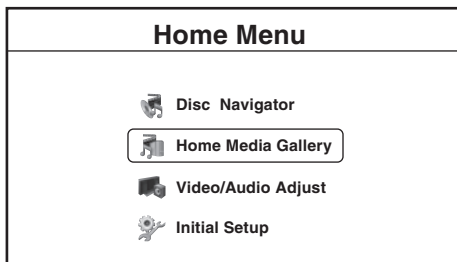 Home Menu
Disc Navigator
Home Media Gallery
Video/Audio Adjust
Initial Setup